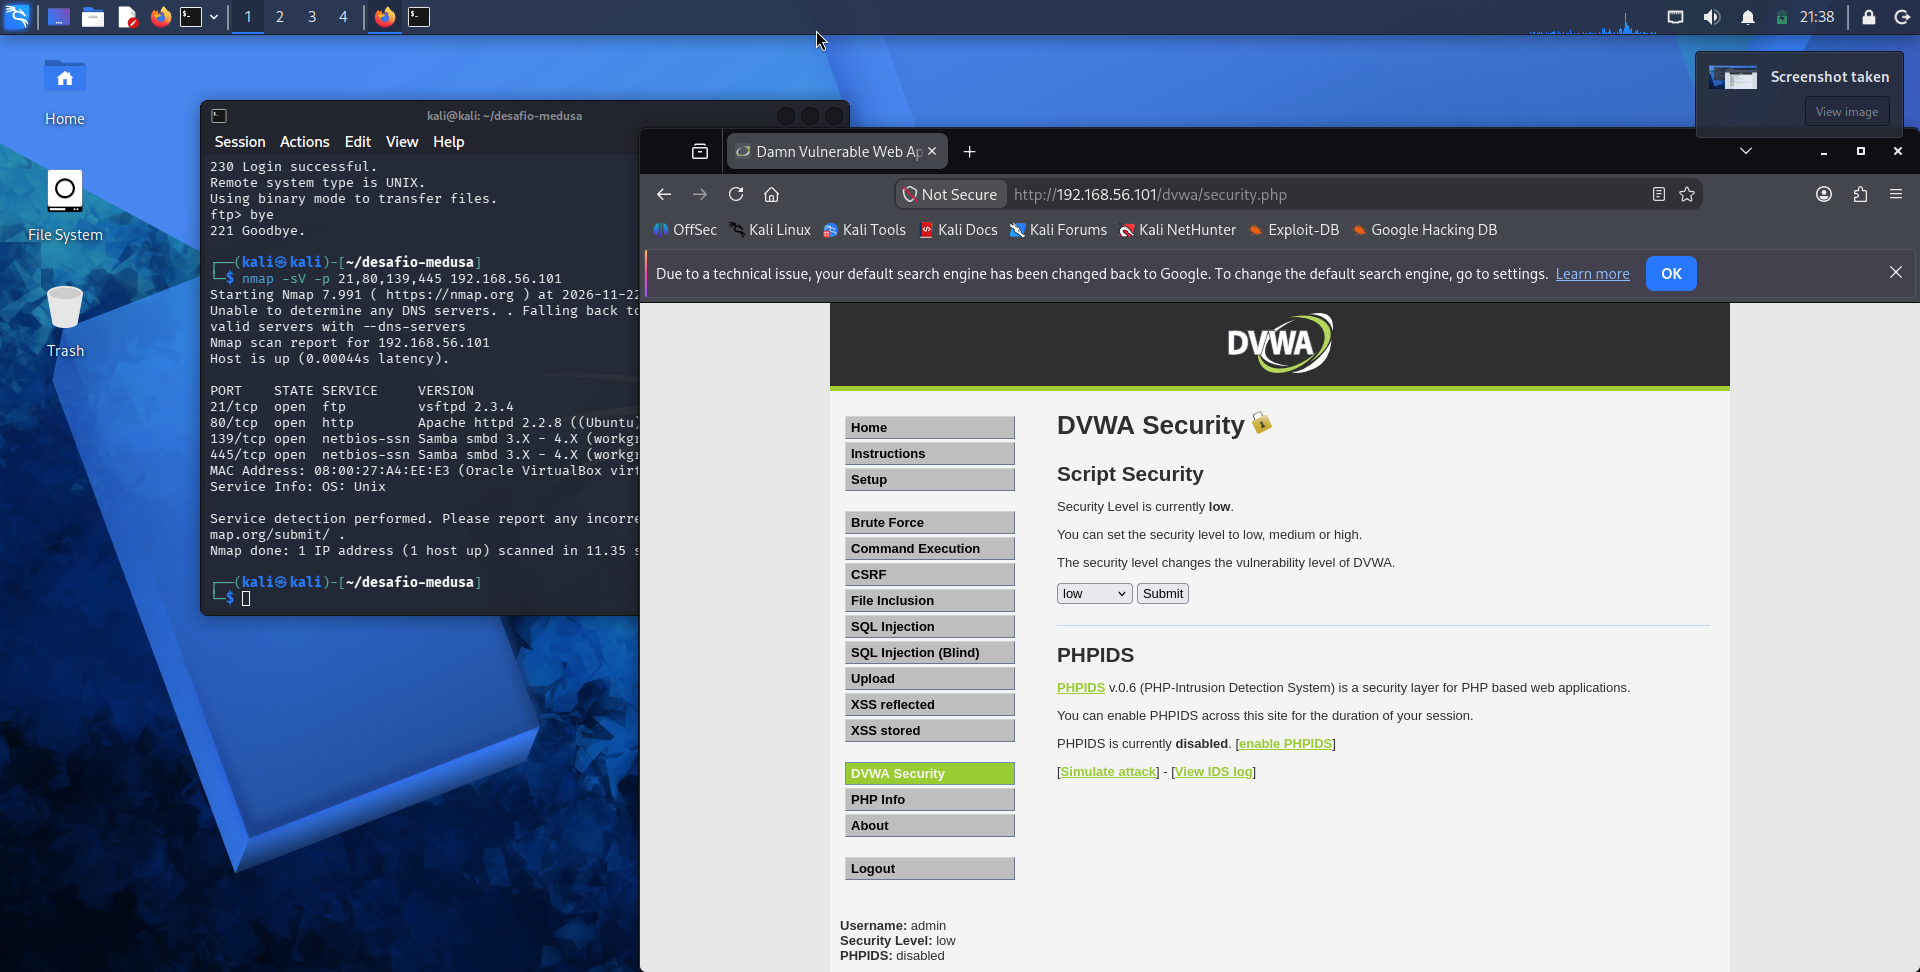 1 2 3 4
21:38
Home
File System
Trash
Screenshot taken
View image
kali@kali: ~/desafio-medusa
Session Actions Edit View Help
230 Login successful.
Remote system type is UNIX.
Using binary mode to transfer files.
ftp> bye
221 Goodbye.
┌──(kali㉿kali)-[~/desafio-medusa]
└─$ nmap -sV -p 21,80,139,445 192.168.56.101
Starting Nmap 7.991 ( https://nmap.org ) at 2026-11-22
Unable to determine any DNS servers. . Falling back to
valid servers with --dns-servers
Nmap scan report for 192.168.56.101
Host is up (0.00044s latency).
PORT STATE SERVICE VERSION
21/tcp open ftp vsftpd 2.3.4
80/tcp open http Apache httpd 2.2.8 ((Ubuntu)
139/tcp open netbios-ssn Samba smbd 3.X - 4.X (workgr
445/tcp open netbios-ssn Samba smbd 3.X - 4.X (workgr
MAC Address: 08:00:27:A4:EE:E3 (Oracle VirtualBox virt
Service Info: OS: Unix
Service detection performed. Please report any incorre
map.org/submit/ .
Nmap done: 1 IP address (1 host up) scanned in 11.35 s
┌──(kali㉿kali)-[~/desafio-medusa]
└─$
Damn Vulnerable Web Ap
Not Secure http://192.168.56.101/dvwa/security.php
OffSec Kali Linux Kali Tools Kali Docs Kali Forums Kali NetHunter Exploit-DB Google Hacking DB
Due to a technical issue, your default search engine has been changed back to Google. To change the default search engine, go to settings. Learn more OK
DVWA
Home
Instructions
Setup
Brute Force
Command Execution
CSRF
File Inclusion
SQL Injection
SQL Injection (Blind)
Upload
XSS reflected
XSS stored
DVWA Security
PHP Info
About
Logout
DVWA Security
Script Security
Security Level is currently low.
You can set the security level to low, medium or high.
The security level changes the vulnerability level of DVWA.
low Submit
PHPIDS
PHPIDS v.0.6 (PHP-Intrusion Detection System) is a security layer for PHP based web applications.
You can enable PHPIDS across this site for the duration of your session.
PHPIDS is currently disabled. [enable PHPIDS]
[Simulate attack] - [View IDS log]
Username: admin
Security Level: low
PHPIDS: disabled